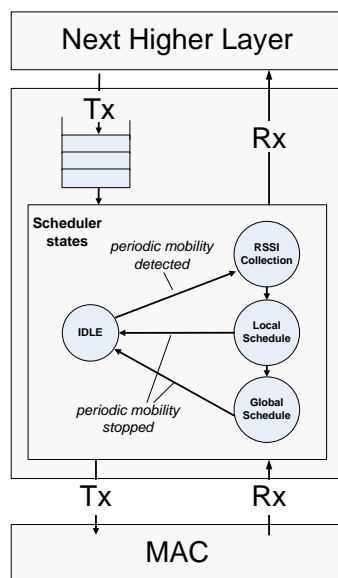 Next Higher Layer
Tx
Rx
Scheduler
states
periodic mobility
detected
RSSI
Collection
IDLE
Local
Schedule
Global
Schedule
periodic mobility
stopped
Tx
Rx
MAC